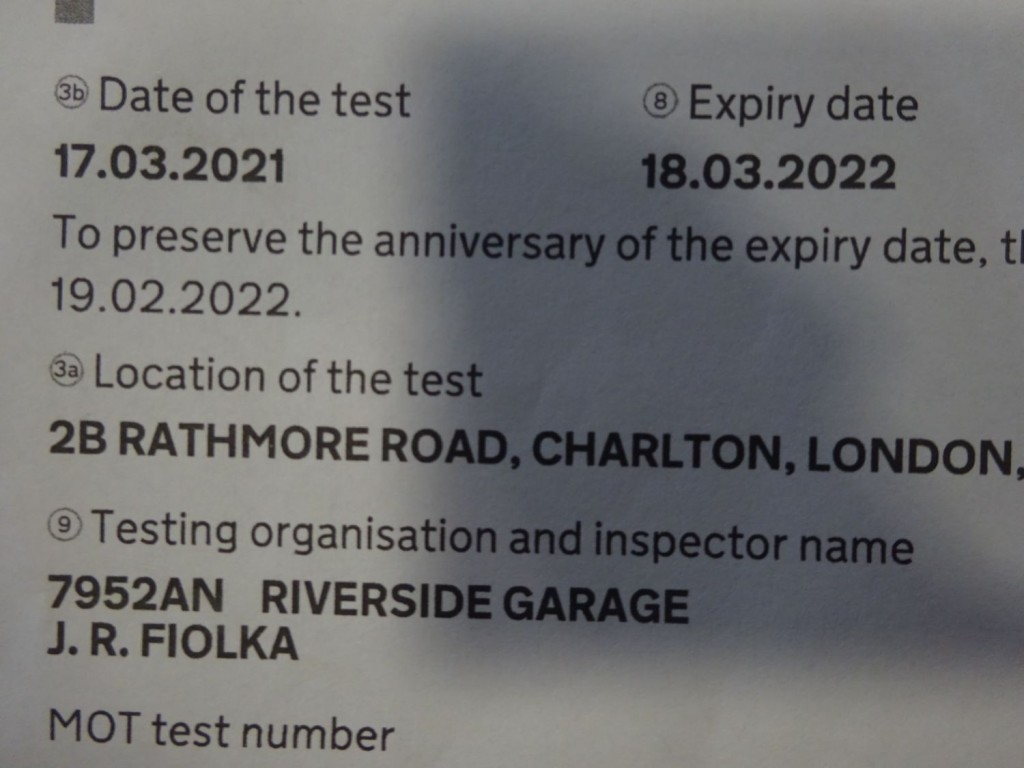 3b Date of the test
8 Expiry date
17.03.2021
18.03.2022
To preserve the anniversary of the expiry date,
19.02.2022.
3a Location of the test
2B RATHMORE ROAD, CHARLTON, LONDON,
9 Testing organisation and inspector name
7952AN RIVERSIDE GARAGE
J. R. FIOLKA
MOT test number